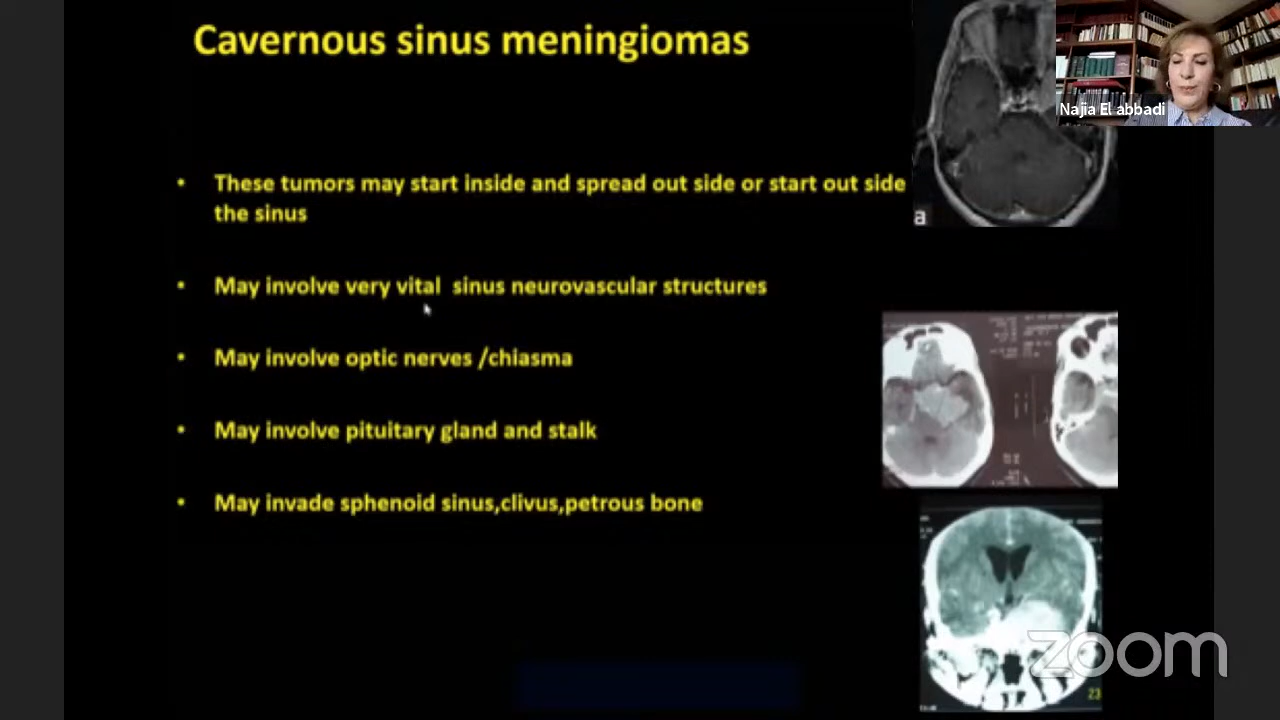 Cavernous sinus meningiomas
Najia El abbadi
• These tumors may start inside and spread out side or start out side
the sinus
a
• May involve very vital sinus neurovascular structures
• May involve optic nerves /chiasma
• May involve pituitary gland and stalk
• May invade sphenoid sinus,clivus,petrous bone
zoom
23